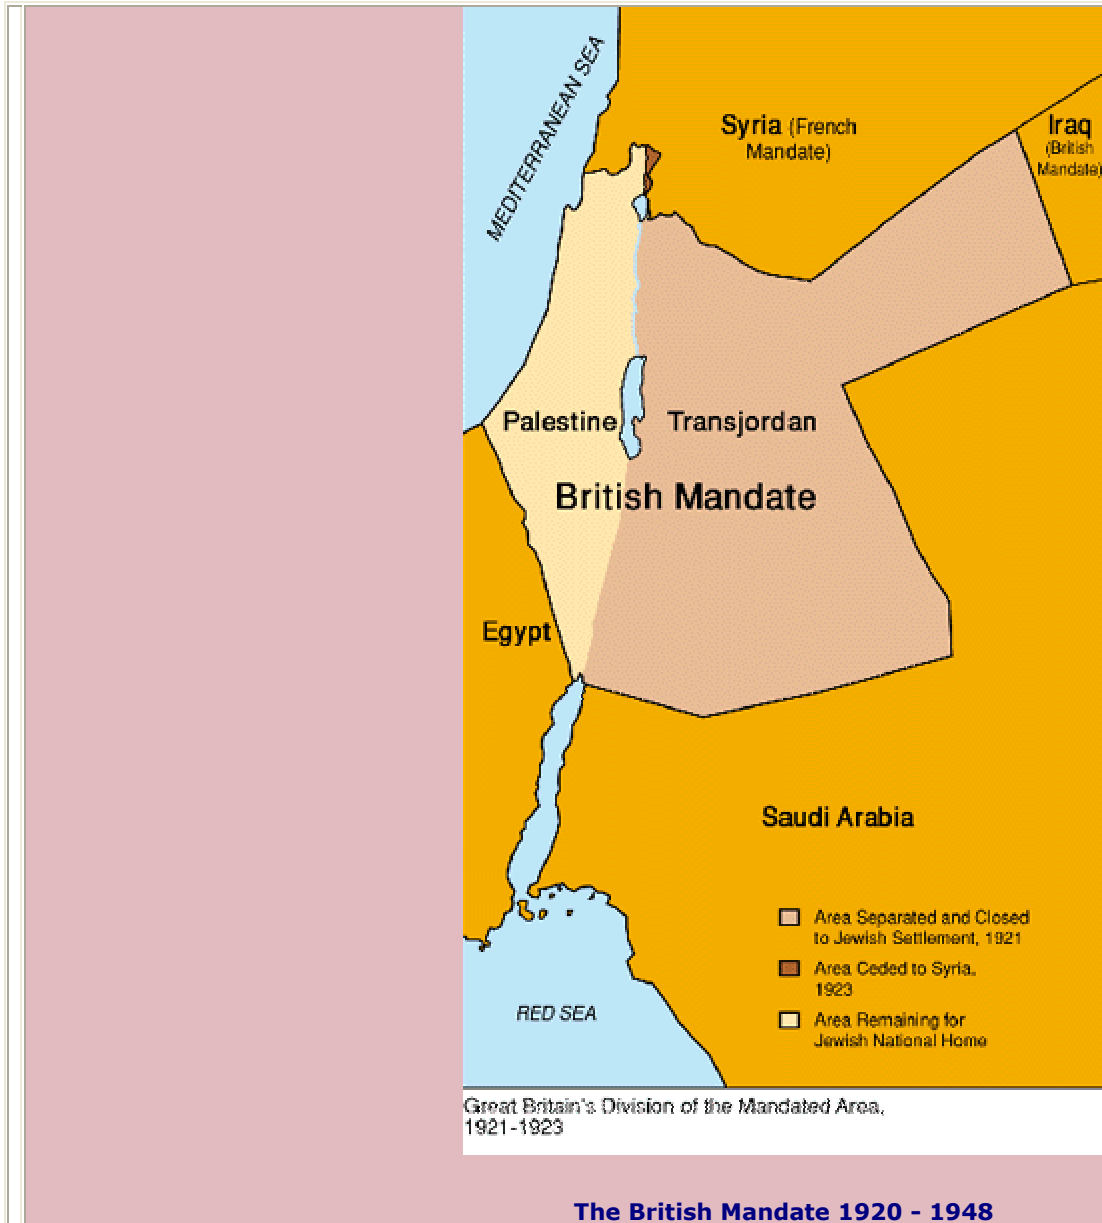 MEDITERRANEAN SEA
Syria (French
Mandate)
Iraq
(British
Mandate)
Palestine
Transjordan
British Mandate
Egypt
Saudi Arabia
Area Separated and Closed
to Jewish Settlement, 1921
Area Ceded to Syria.
1923
Area Remaining for
Jewish National Home
RED SEA
Great Britain's Division of the Mandated Area,
1921-1923
The British Mandate 1920 - 1948